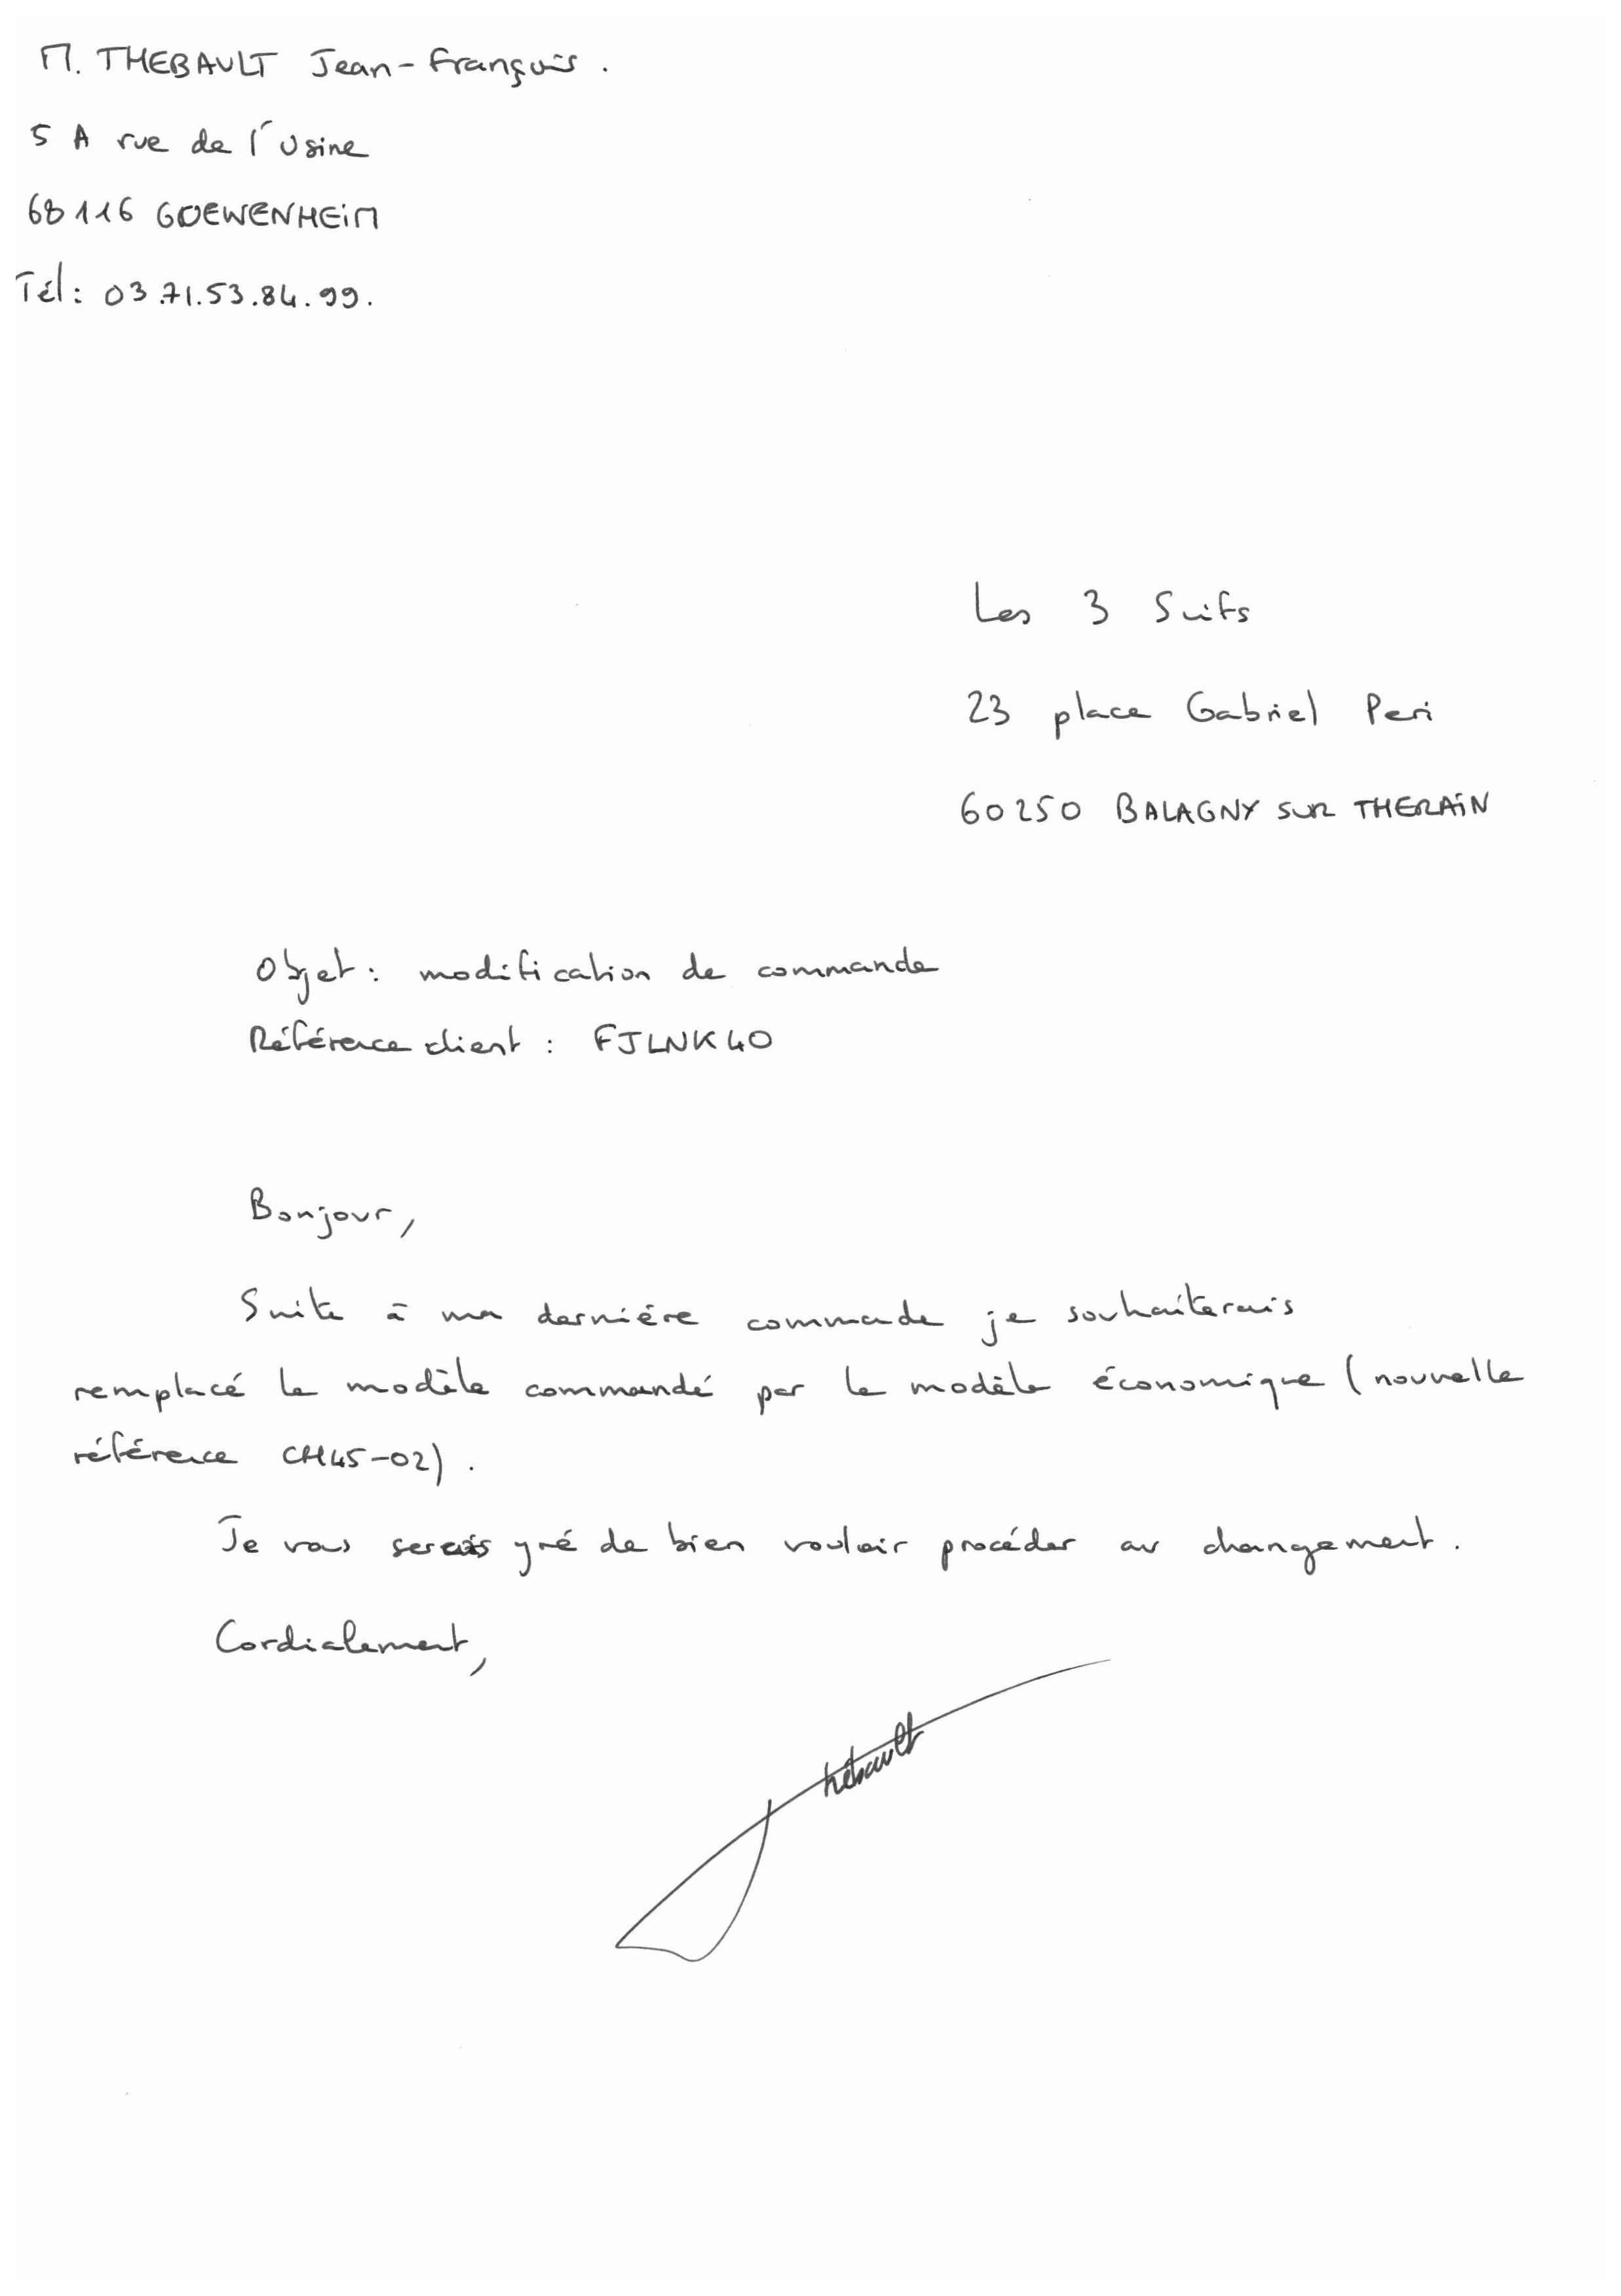 M. THEBAULT Jean-François.
5 A rue de l'Usine
68116 GOEWENHEIM
Tél: 03.71.53.84.99.
Les 3 Suifs
23 place Gabriel Peri
60250 BALAGNY SUR THERAIN
Objet: modification de commande
Référence client : FJLNK40
Bonjour,
Suite à ma dernière commande je souhaiterais
remplacé le modèle commandé par le modèle économique (nouvelle
référence CH45-02).
Je vous serais gré de bien vouloir procéder au changement.
Cordialement,
Thébault